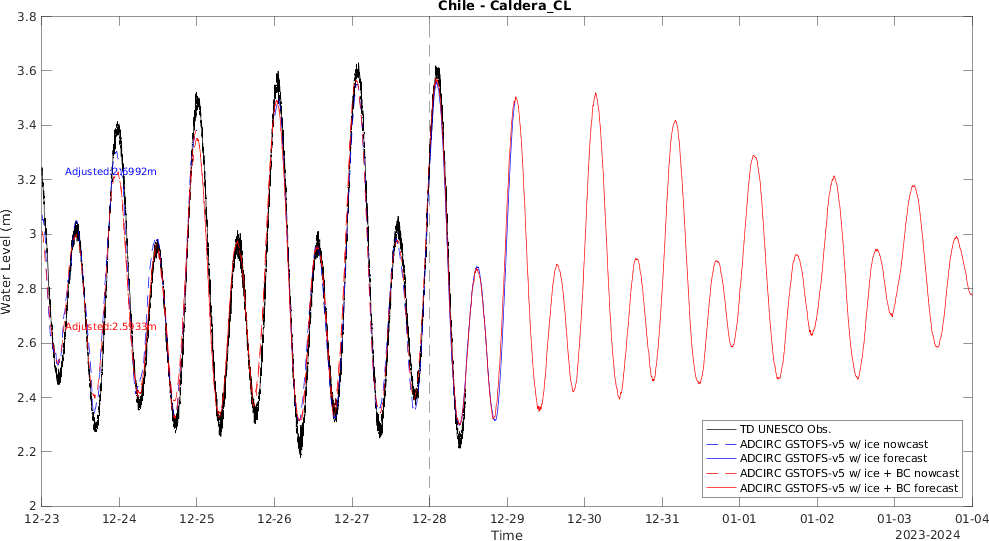 Chile - Caldera_CL
Water Level (m)
3.8
3.6
3.4
3.2
3
2.8
2.6
2.4
2.2
2
Adjusted:2.5992m
Adjusted:2.5933m
TD UNESCO Obs.
ADCIRC GSTOFS-v5 w/ ice nowcast
ADCIRC GSTOFS-v5 w/ ice forecast
ADCIRC GSTOFS-v5 w/ ice + BC nowcast
ADCIRC GSTOFS-v5 w/ ice + BC forecast
12-23 12-24 12-25 12-26 12-27 12-28 12-29 12-30 12-31 01-01 01-02 01-03 01-04
Time
2023-2024